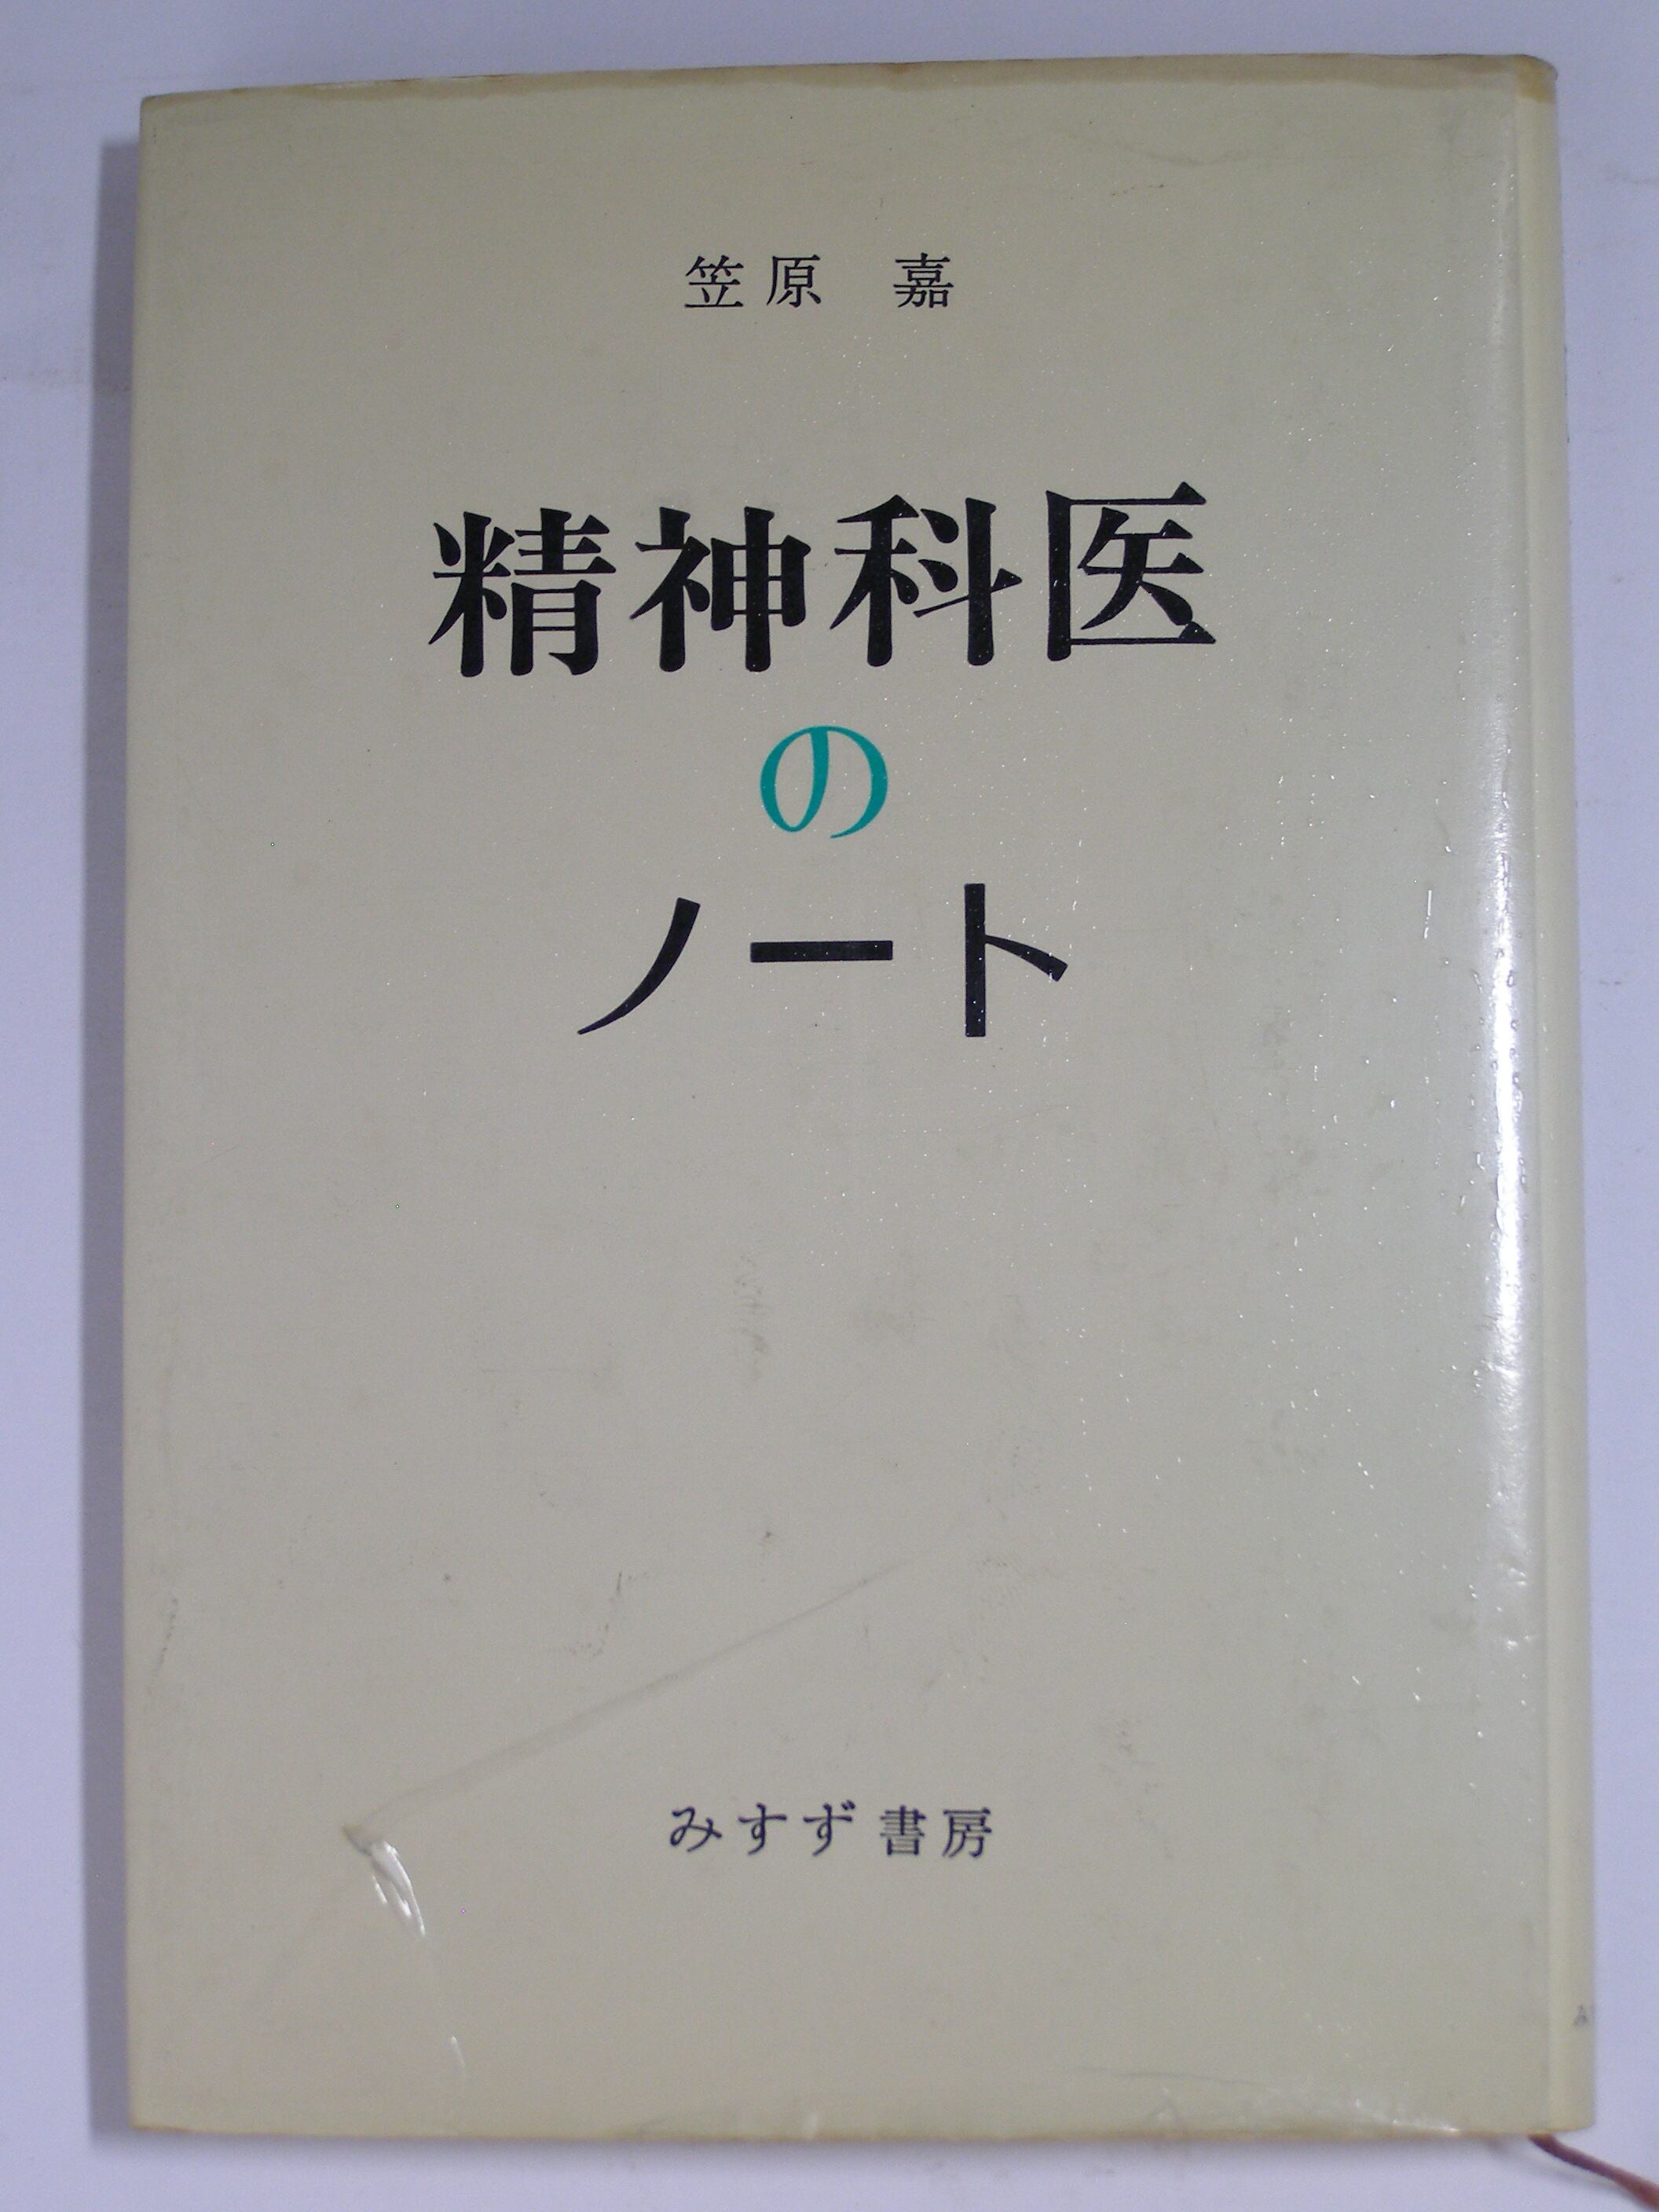 笠原 嘉
精神科医
の
ノート
みすず書房